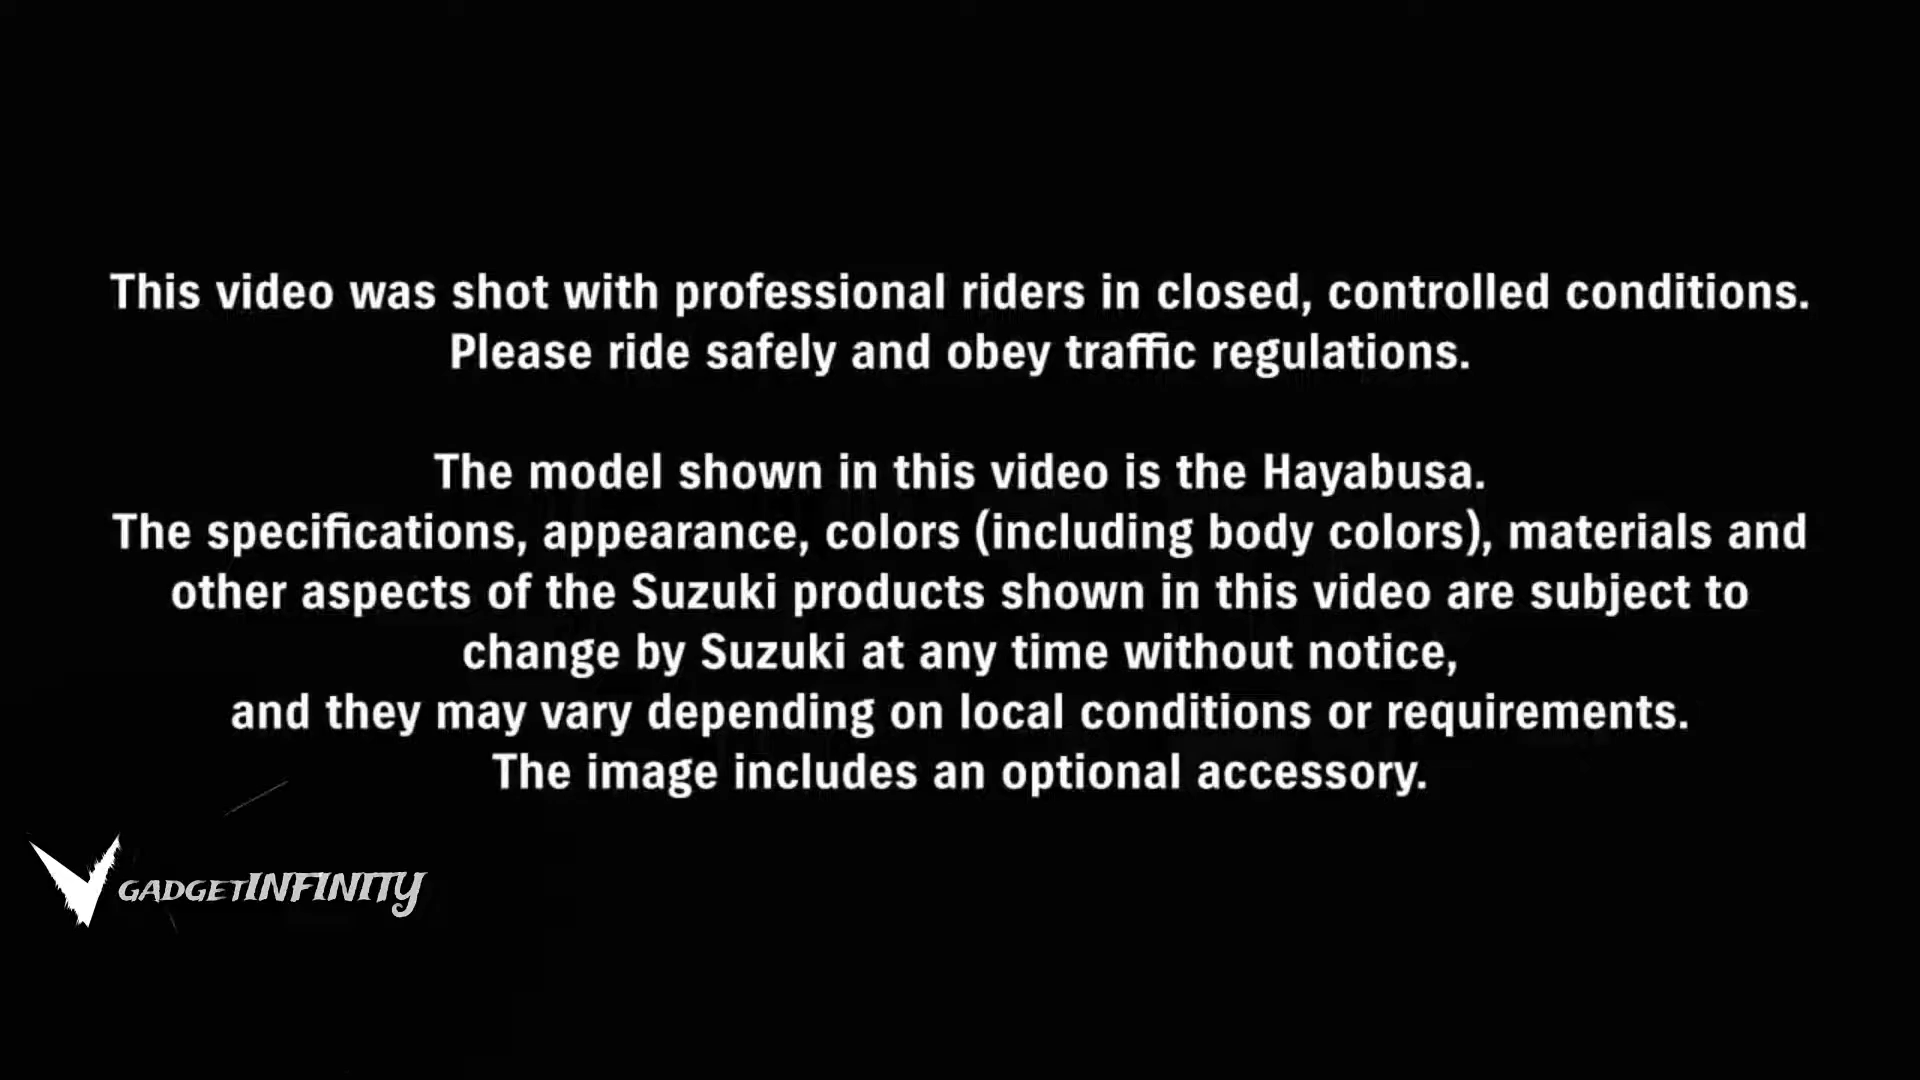 This video was shot with professional riders in closed, controlled conditions.
Please ride safely and obey traffic regulations.
The model shown in this video is the Hayabusa.
The specifications, appearance, colors (including body colors), materials and
other aspects of the Suzuki products shown in this video are subject to
change by Suzuki at any time without notice,
and they may vary depending on local conditions or requirements.
The image includes an optional accessory.
GADGETINFINITY